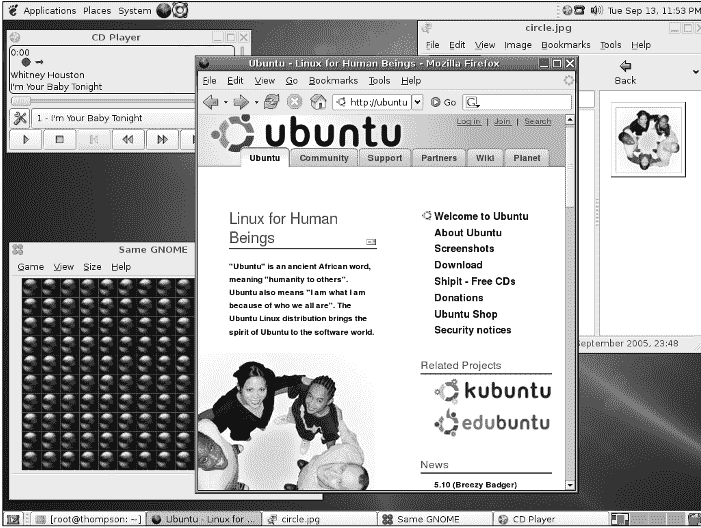 Applications Places System Tue Sep 13, 11:53 PM
CD Player
0:00
Whitney Houston
I'm Your Baby Tonight
1 - I'm Your Baby Tonight
circle.jpg
File Edit View Image Bookmarks Tools Help
Back
September 2005, 23:48
Ubuntu - Linux for Human Beings - Mozilla Firefox
File Edit View Go Bookmarks Tools Help
http://ubuntu Go
Log in | Join | Search
ubuntu
Ubuntu Community Support Partners Wiki Planet
Linux for Human
Beings
"Ubuntu" is an ancient African word,
meaning "humanity to others".
Ubuntu also means "I am what I am
because of who we all are". The
Ubuntu Linux distribution brings the
spirit of Ubuntu to the software world.
Welcome to Ubuntu
About Ubuntu
Screenshots
Download
ShipIt - Free CDs
Donations
Ubuntu Shop
Security notices
Related Projects
kubuntu
edubuntu
News
5.10 (Breezy Badger)
Same GNOME
Game View Size Help
[root@thompson: ~] Ubuntu - Linux for ... circle.jpg Same GNOME CD Player